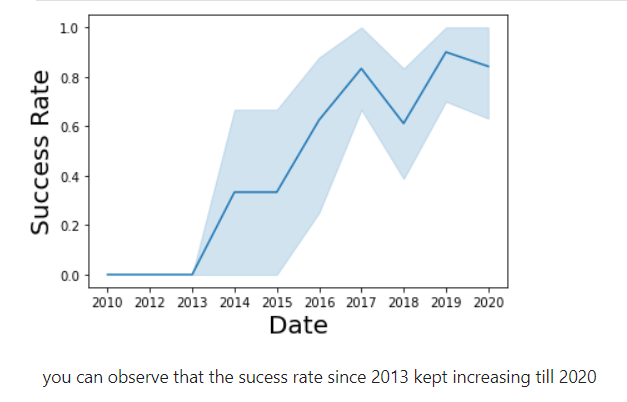 1.0
0.8
0.6
0.4
0.2
0.0
Success Rate
2010 2012 2013 2014 2015 2016 2017 2018 2019 2020
Date
you can observe that the sucess rate since 2013 kept increasing till 2020